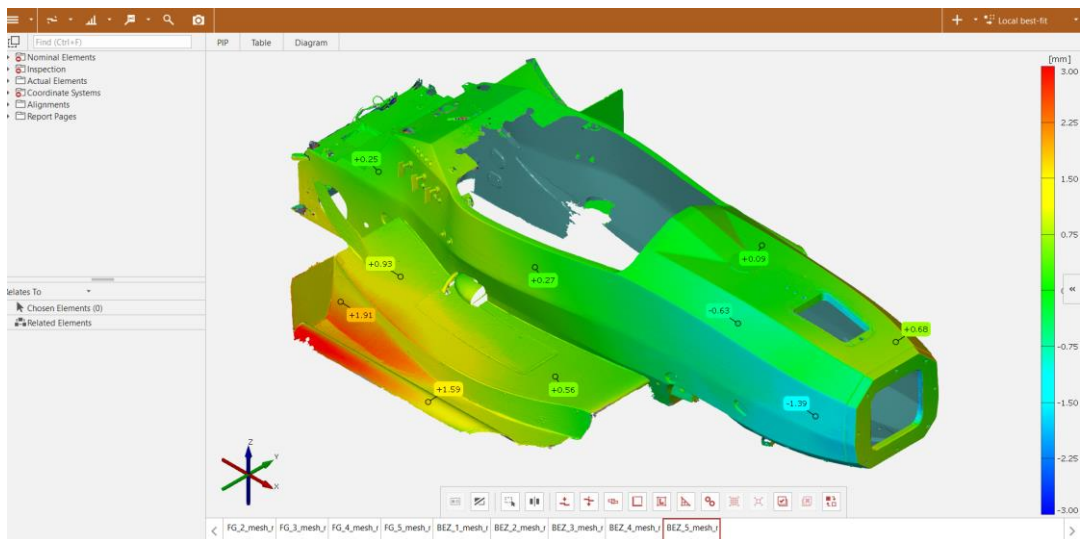 Local best-fit
Find (Ctrl+F)
PIP Table Diagram
Nominal Elements
Inspection
Actual Elements
Coordinate Systems
Alignments
Report Pages
[mm]
3.00
2.25
1.50
0.75
-0.75
-1.50
-2.25
-3.00
+0.25
+0.93
+0.27
+0.09
-0.63
+0.68
+1.91
+1.59
+0.56
-1.39
Relates To
Chosen Elements (0)
Related Elements
Z
Y
X
FG_2_mesh_r FG_3_mesh_r FG_4_mesh_r FG_5_mesh_r BEZ_1_mesh_r BEZ_2_mesh_r BEZ_3_mesh_r BEZ_4_mesh_r BEZ_5_mesh_r